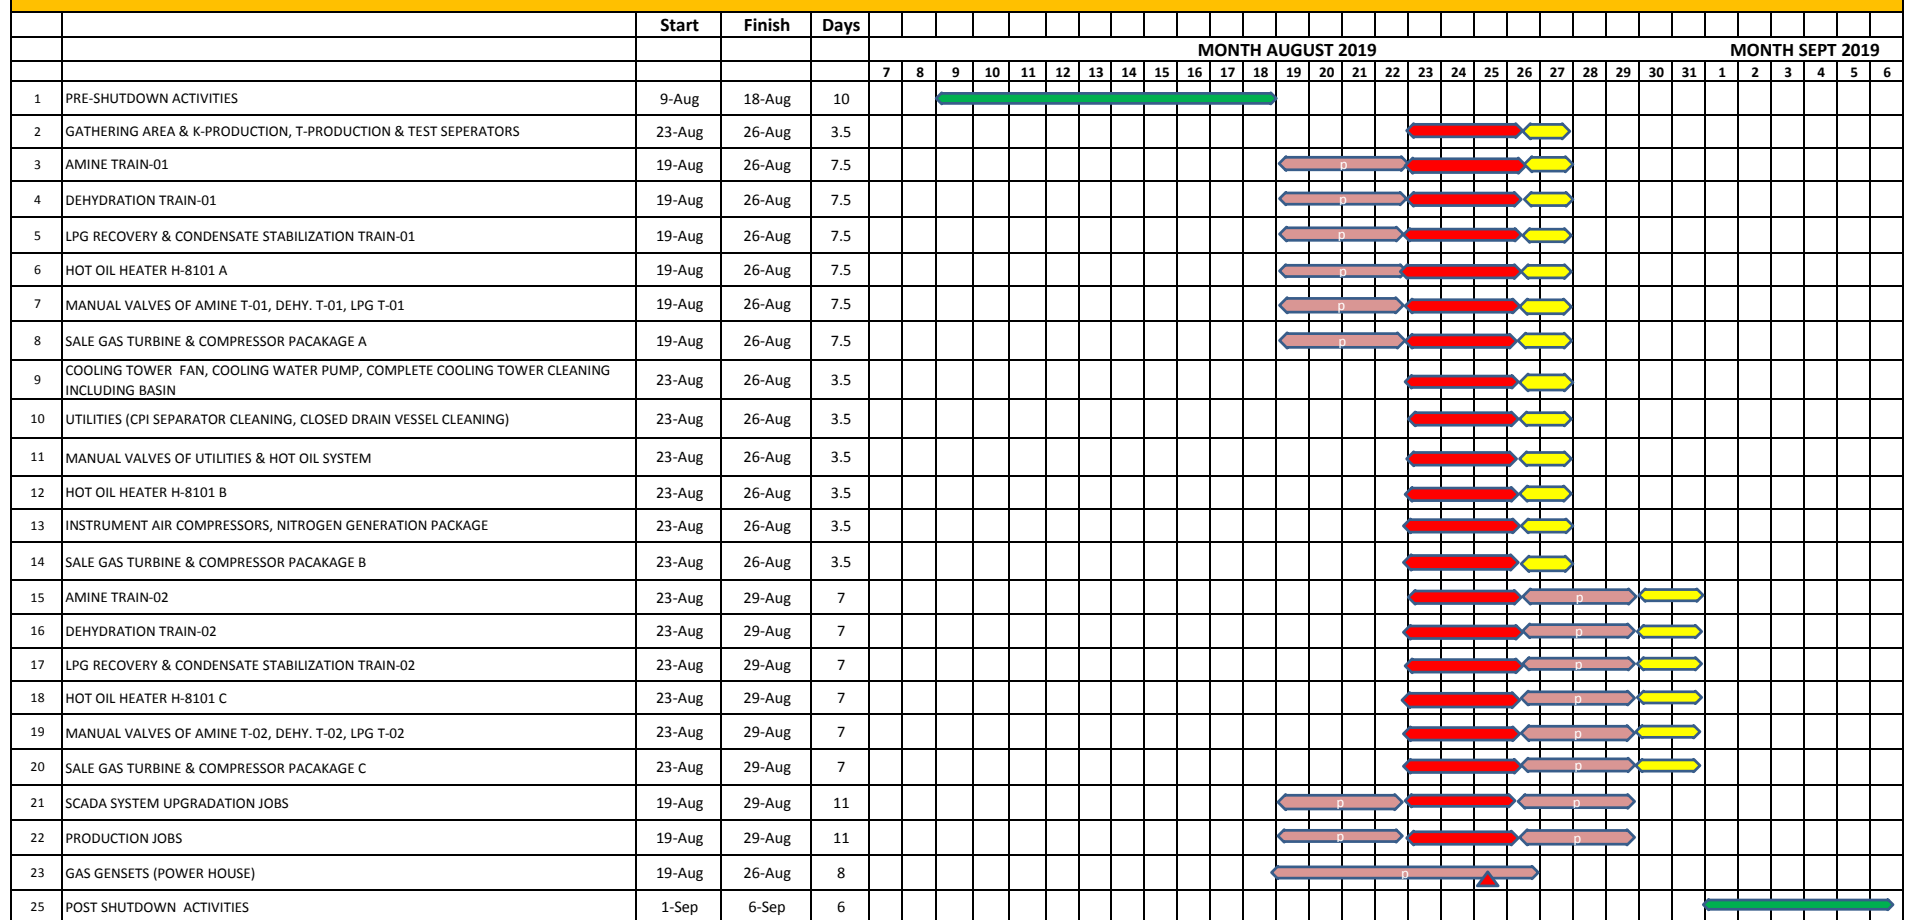 Start Finish Days
MONTH AUGUST 2019 MONTH SEPT 2019
7 8 9 10 11 12 13 14 15 16 17 18 19 20 21 22 23 24 25 26 27 28 29 30 31 1 2 3 4 5 6
1 PRE-SHUTDOWN ACTIVITIES 9-Aug 18-Aug 10
2 GATHERING AREA & K-PRODUCTION, T-PRODUCTION & TEST SEPERATORS 23-Aug 26-Aug 3.5
3 AMINE TRAIN-01 19-Aug 26-Aug 7.5 p
4 DEHYDRATION TRAIN-01 19-Aug 26-Aug 7.5 p
5 LPG RECOVERY & CONDENSATE STABILIZATION TRAIN-01 19-Aug 26-Aug 7.5 p
6 HOT OIL HEATER H-8101 A 19-Aug 26-Aug 7.5 p
7 MANUAL VALVES OF AMINE T-01, DEHY. T-01, LPG T-01 19-Aug 26-Aug 7.5 p
8 SALE GAS TURBINE & COMPRESSOR PACAKAGE A 19-Aug 26-Aug 7.5 p
9 COOLING TOWER FAN, COOLING WATER PUMP, COMPLETE COOLING TOWER CLEANING
INCLUDING BASIN 23-Aug 26-Aug 3.5
10 UTILITIES (CPI SEPARATOR CLEANING, CLOSED DRAIN VESSEL CLEANING) 23-Aug 26-Aug 3.5
11 MANUAL VALVES OF UTILITIES & HOT OIL SYSTEM 23-Aug 26-Aug 3.5
12 HOT OIL HEATER H-8101 B 23-Aug 26-Aug 3.5
13 INSTRUMENT AIR COMPRESSORS, NITROGEN GENERATION PACKAGE 23-Aug 26-Aug 3.5
14 SALE GAS TURBINE & COMPRESSOR PACAKAGE B 23-Aug 26-Aug 3.5
15 AMINE TRAIN-02 23-Aug 29-Aug 7 p
16 DEHYDRATION TRAIN-02 23-Aug 29-Aug 7 p
17 LPG RECOVERY & CONDENSATE STABILIZATION TRAIN-02 23-Aug 29-Aug 7 p
18 HOT OIL HEATER H-8101 C 23-Aug 29-Aug 7 p
19 MANUAL VALVES OF AMINE T-02, DEHY. T-02, LPG T-02 23-Aug 29-Aug 7 p
20 SALE GAS TURBINE & COMPRESSOR PACAKAGE C 23-Aug 29-Aug 7 p
21 SCADA SYSTEM UPGRADATION JOBS 19-Aug 29-Aug 11 p p
22 PRODUCTION JOBS 19-Aug 29-Aug 11 p p
23 GAS GENSETS (POWER HOUSE) 19-Aug 26-Aug 8 p
25 POST SHUTDOWN ACTIVITIES 1-Sep 6-Sep 6